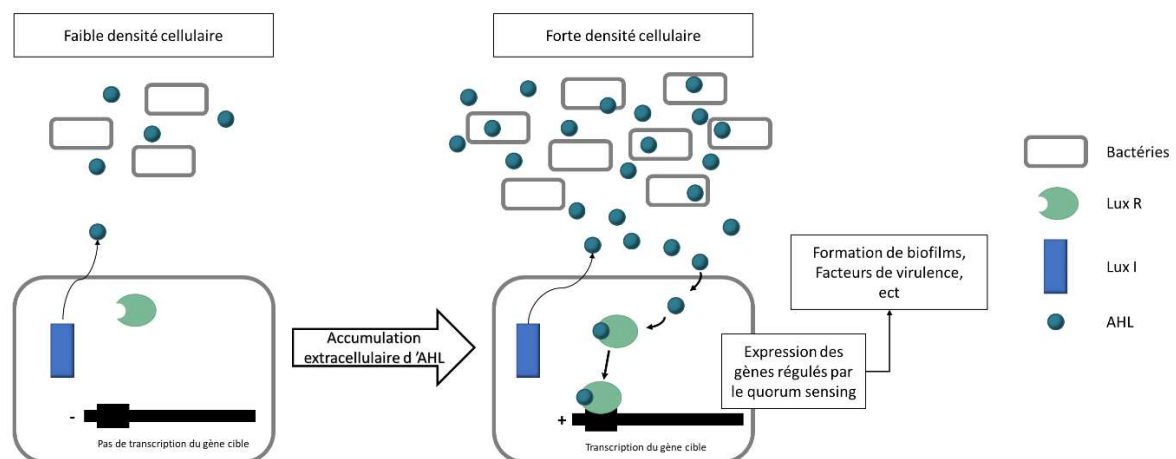 Faible densité cellulaire
Forte densité cellulaire
Bactéries
Lux R
Lux I
AHL
Formation de biofilms,
Facteurs de virulence,
ect
Accumulation
extracellulaire d 'AHL
Expression des
gènes régulés par
le quorum sensing
-
Pas de transcription du gène cible
+
Transcription du gène cible